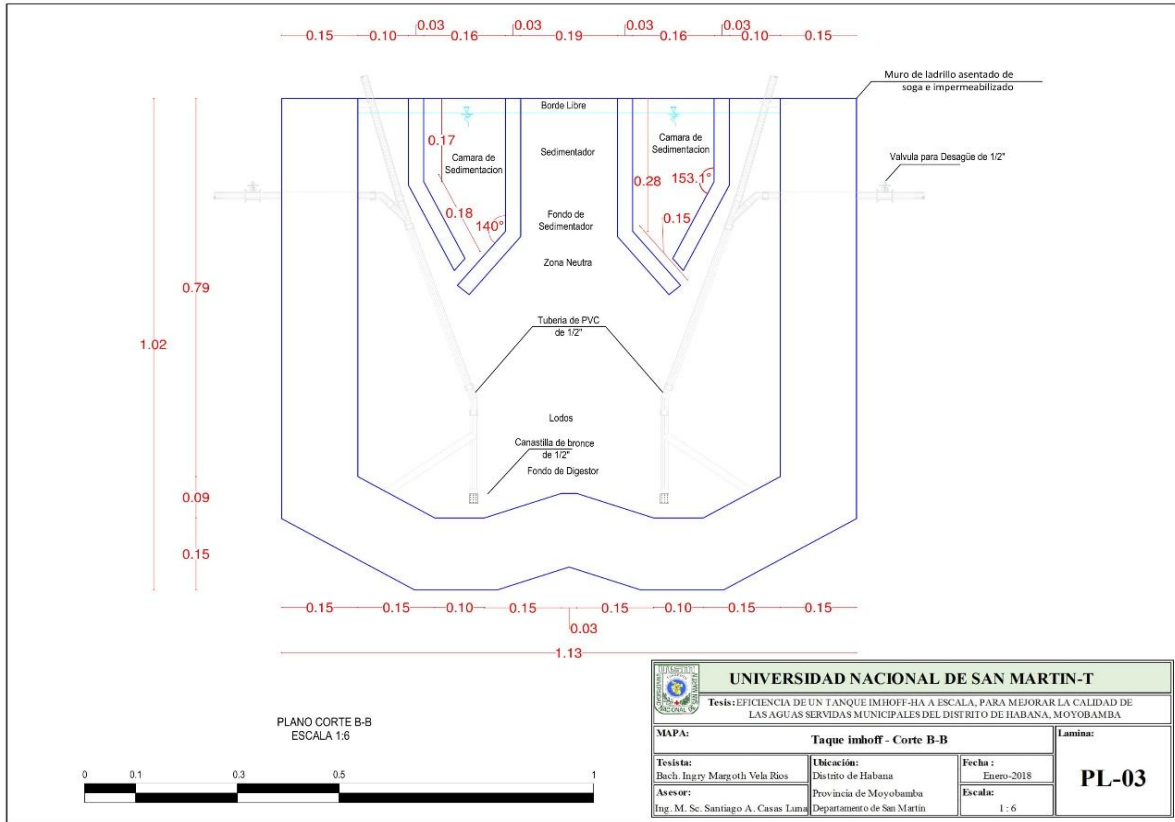 0.03 0.03 0.03 0.03
0.15 0.10 0.16 0.19 0.16 0.10 0.15
Muro de ladrillo asentado de
soga e impermeabilizado
Borde Libre
0.17
Camara de
Sedimentacion
Sedimentador
Camara de
Sedimentacion
Valvula para Desagüe de 1/2"
0.28
153.1°
0.18
140°
Fondo de
Sedimentador
0.15
Zona Neutra
0.79
1.02
Tuberia de PVC
de 1/2"
Lodos
Canastilla de bronce
de 1/2"
Fondo de Digestor
0.09
0.15
0.15 0.15 0.10 0.15 0.15 0.10 0.15 0.15
0.03
1.13
PLANO CORTE B-B
ESCALA 1:6
0 0.1 0.3 0.5 1
UNIVERSIDAD NACIONAL DE SAN MARTIN-T
Tesis: EFICIENCIA DE UN TANQUE IMHOFF-HA A ESCALA, PARA MEJORAR LA CALIDAD DE
LAS AGUAS SERVIDAS MUNICIPALES DEL DISTRITO DE HABANA, MOYOBAMBA
MAPA:
Taque imhoff - Corte B-B
Lamina:
PL-03
Tesista:
Bach. Ingry Margoth Vela Rios
Ubicación:
Distrito de Habana
Provincia de Moyobamba
Departamento de San Martin
Fecha :
Enero-2018
Asesor:
Ing. M. Sc. Santiago A. Casas Luna
Escala:
1 : 6